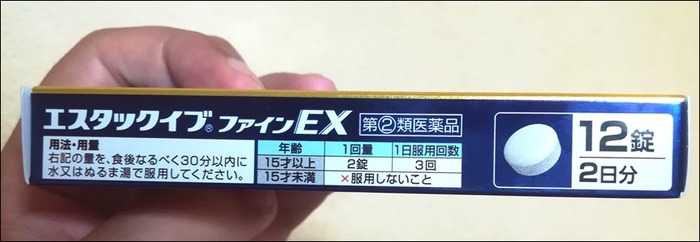 エスタックイブ® ファインEX 指定第②類医薬品
用法・用量
右記の量を、食後なるべく30分以内に
水又はぬるま湯で服用してください。
年齢 1回量 1日服用回数
15才以上 2錠 3回
15才未満 ×服用しないこと
12錠
2日分